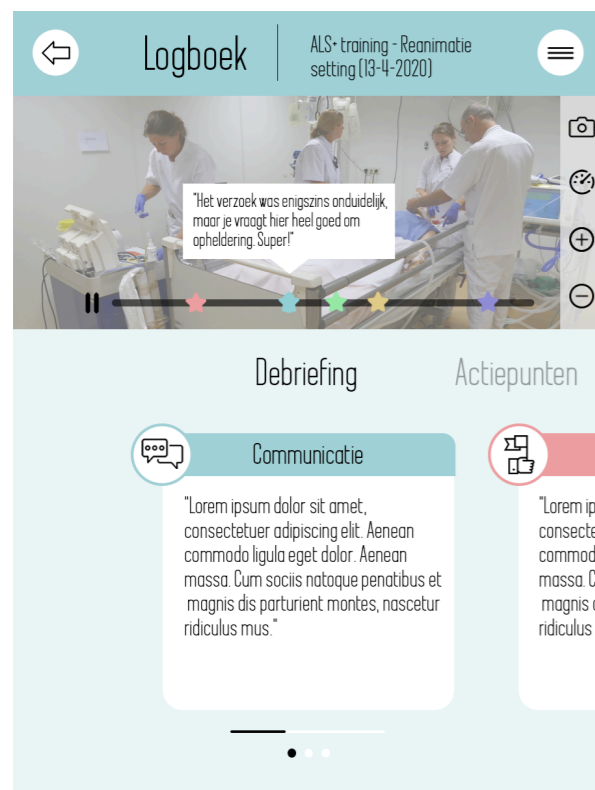 Logboek
ALS+ training - Reanimatie
setting (13-4-2020)
"Het verzoek was enigszins onduidelijk,
maar je vraagt hier heel goed om
opheldering. Super!"
Debriefing
Actiepunten
Communicatie
"Lorem ipsum dolor sit amet,
consectetuer adipiscing elit. Aenean
commodo ligula eget dolor. Aenean
massa. Cum sociis natoque penatibus et
magnis dis parturient montes, nascetur
ridiculus mus."
"Lorem ip
consecte
commod
massa. C
magnis
ridiculus